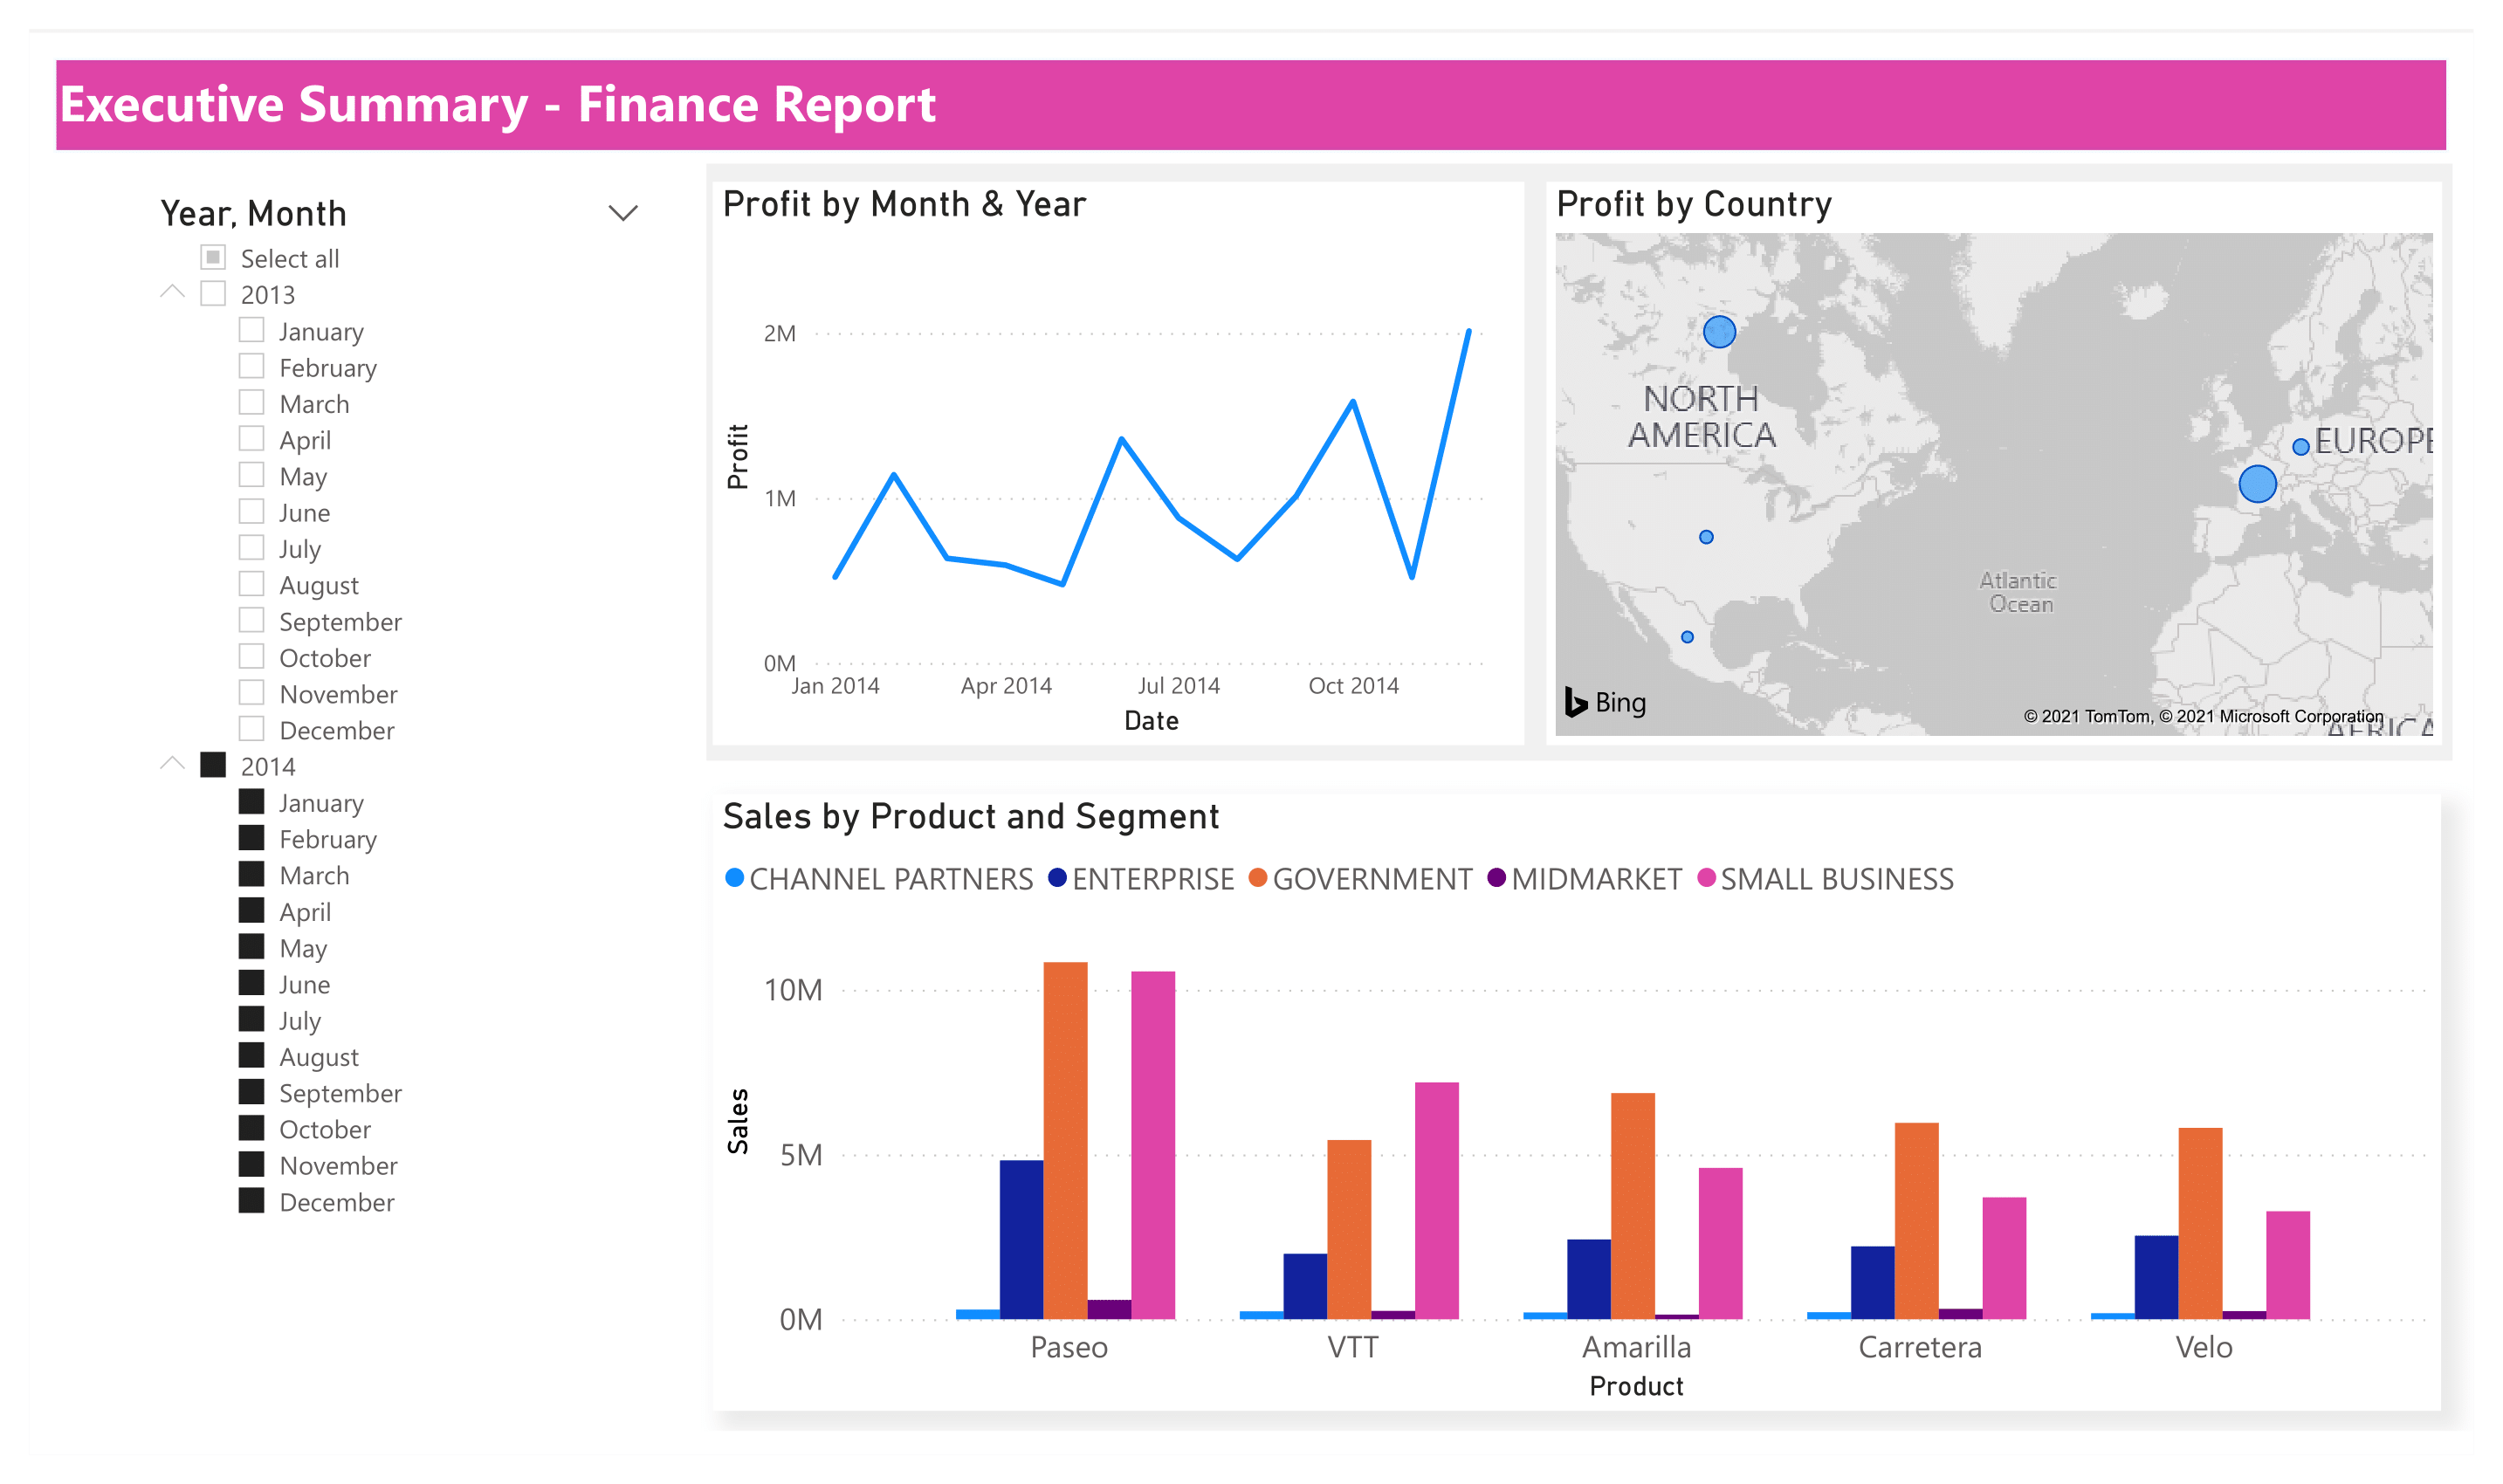 Executive Summary - Finance Report
Year, Month
Select all
2013
January
February
March
April
May
June
July
August
September
October
November
December
2014
January
February
March
April
May
June
July
August
September
October
November
December
Profit by Month & Year
Profit
2M
1M
0M
Jan 2014 Apr 2014 Jul 2014 Oct 2014
Date
Profit by Country
NORTH
AMERICA
EUROPE
Atlantic
Ocean
Bing
© 2021 TomTom, © 2021 Microsoft Corporation
AFRICA
Sales by Product and Segment
CHANNEL PARTNERS ENTERPRISE GOVERNMENT MIDMARKET SMALL BUSINESS
Sales
10M
5M
0M
Paseo VTT Amarilla Carretera Velo
Product